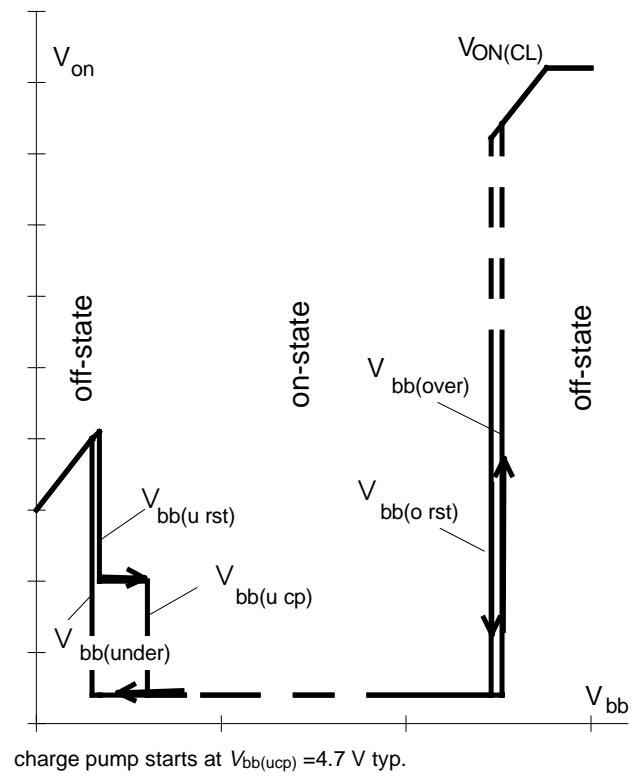 Von
VON(CL)
off-state
on-state
off-state
Vbb(over)
Vbb(o rst)
Vbb(u rst)
Vbb(u cp)
Vbb(under)
Vbb
charge pump starts at Vbb(ucp) =4.7 V typ.